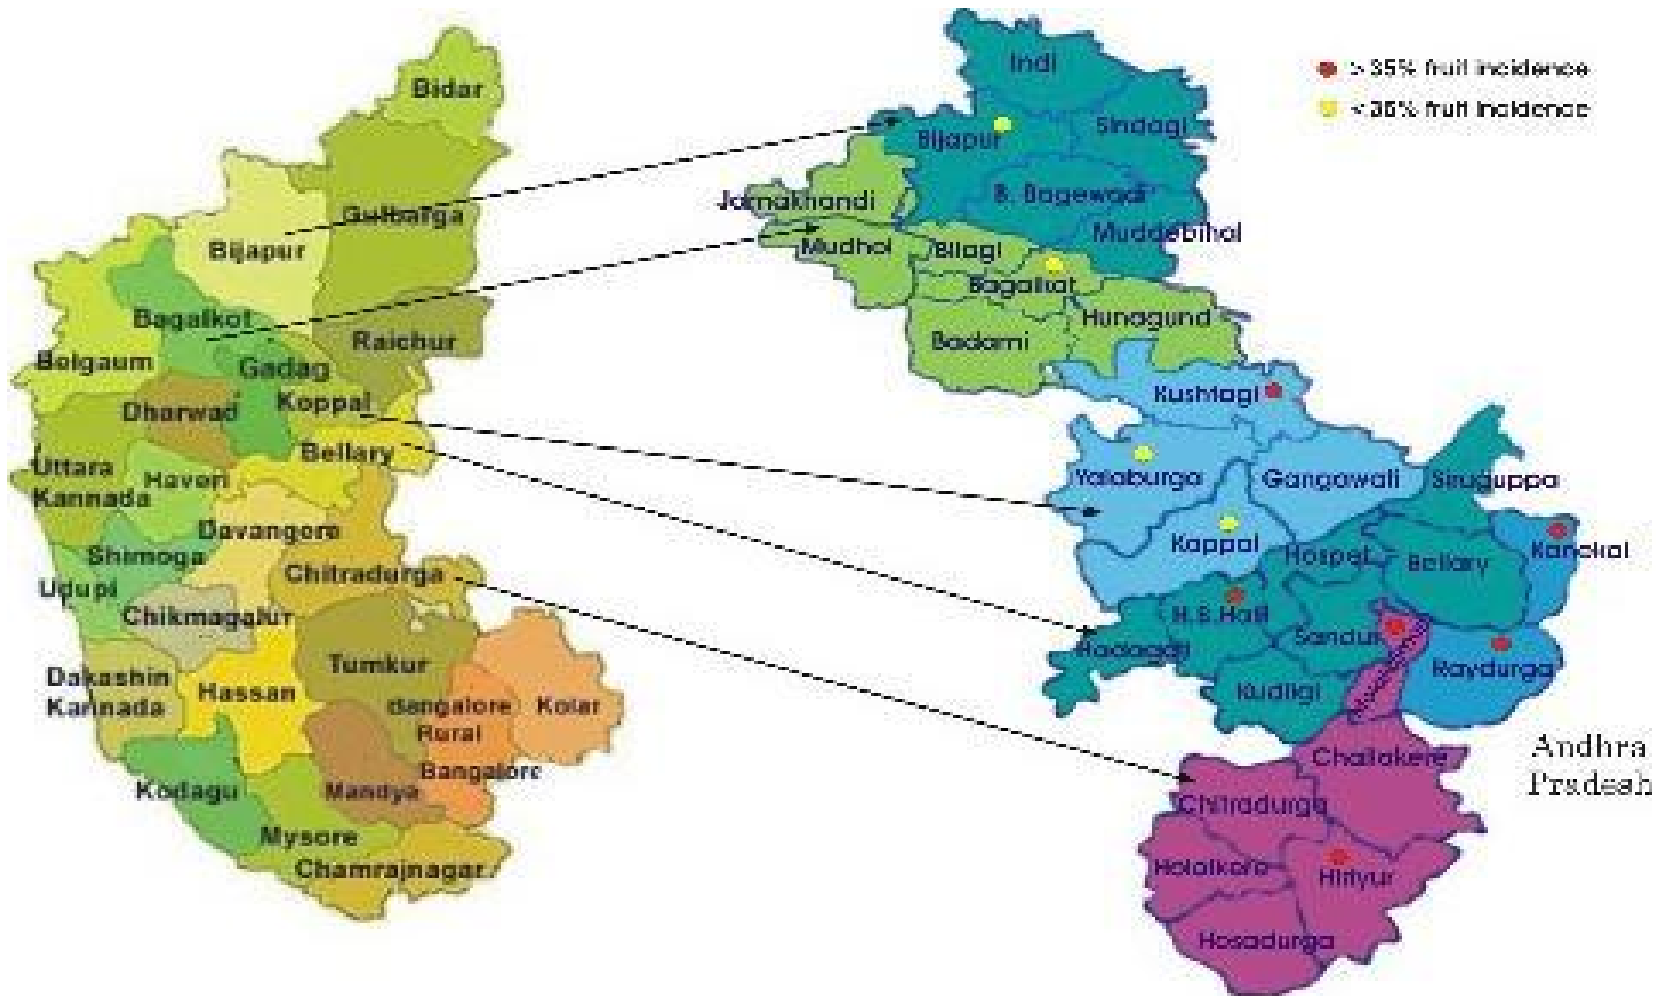 Bidar
Gulbarga
Bijapur
Bagalkot
Raichur
Belgaum
Gadag
Koppal
Dharwad
Bellary
Uttara
Kannada
Haveri
Davangere
Shimoga
Chitradurga
Udupi
Chikmagalur
Tumkur
Dakashin
Kannada
Hassan
Bangalore
Rural
Kolar
Bangalore
Kodagu
Mandya
Mysore
Chamrajnagar
Indi
Bijapur
Sindagi
Jamakhandi
B. Bagewadi
Muddebihal
Mudhol
Bilagi
Bagalkot
Hunagund
Badami
Kushtagi
Yalaburga
Gangawali
Siruguppa
Koppal
Hospet
Bellary
Kanekal
H.B.Hall
Sandur
Hadagali
Raydurga
Kudligi
Challakere
Chitradurga
Holalkere
Hiriyur
Hosadurga
> 35% fruit incidence
< 35% fruit incidence
Andhra
Pradesh